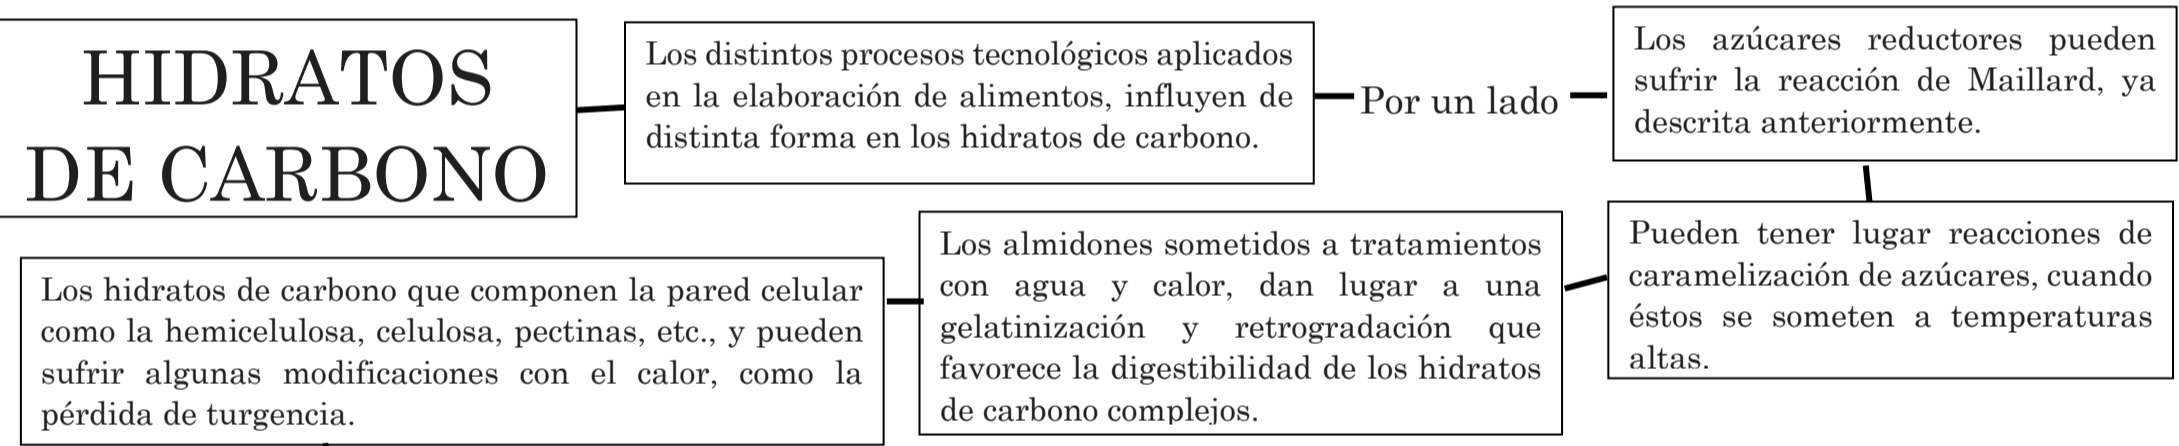 HIDRATOS
DE CARBONO
Los distintos procesos tecnológicos aplicados
en la elaboración de alimentos, influyen de
distinta forma en los hidratos de carbono.
Por un lado
Los azúcares reductores pueden
sufrir la reacción de Maillard, ya
descrita anteriormente.
Pueden tener lugar reacciones de
caramelización de azúcares, cuando
éstos se someten a temperaturas
altas.
Los almidones sometidos a tratamientos
con agua y calor, dan lugar a una
gelatinización y retrogradación que
favorece la digestibilidad de los hidratos
de carbono complejos.
Los hidratos de carbono que componen la pared celular
como la hemicelulosa, celulosa, pectinas, etc., y pueden
sufrir algunas modificaciones con el calor, como la
pérdida de turgencia.